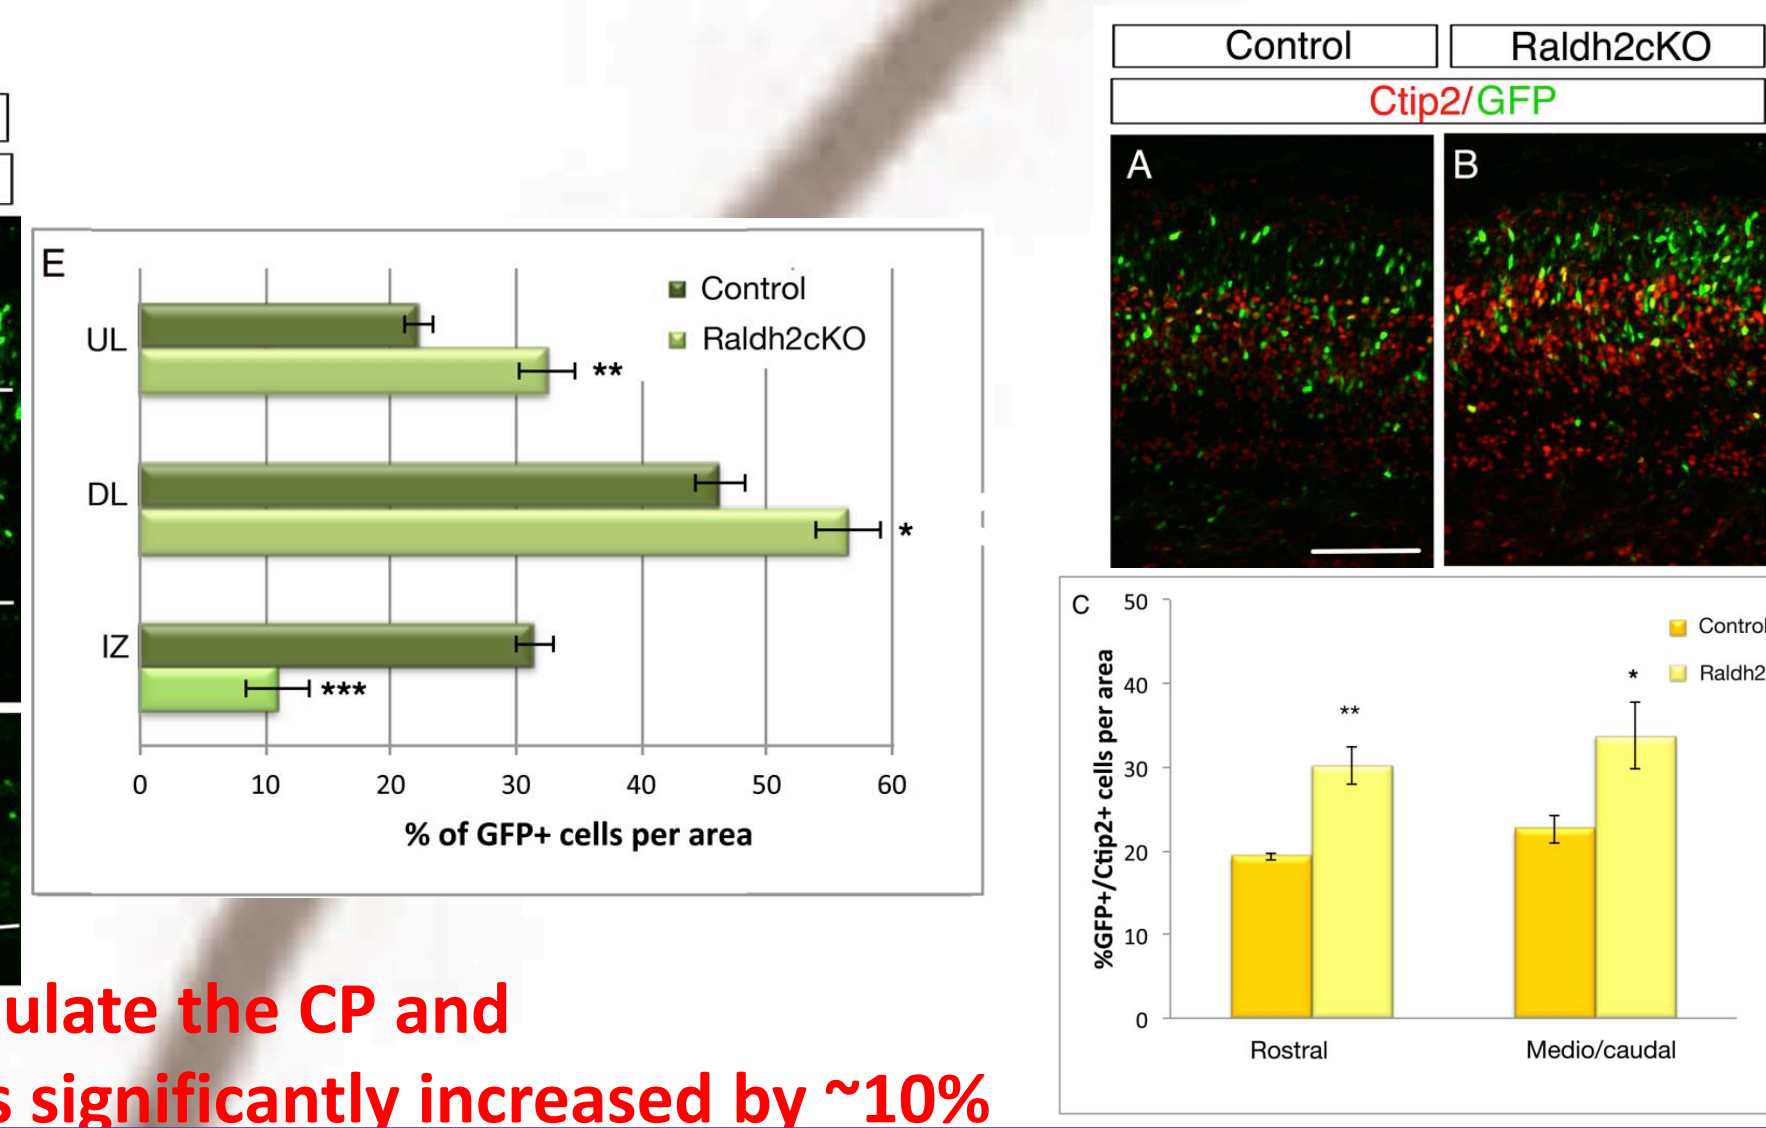 Control Raldh2cKO
Ctip2/GFP
A B
E
Control
Raldh2cKO
UL
**
DL
*
IZ
***
0 10 20 30 40 50 60
% of GFP+ cells per area
C
50
40
30
20
10
0
%GFP+/Ctip2+ cells per area
Control
Raldh2
**
*
Rostral Medio/caudal
ulate the CP and
s significantly increased by ~10%